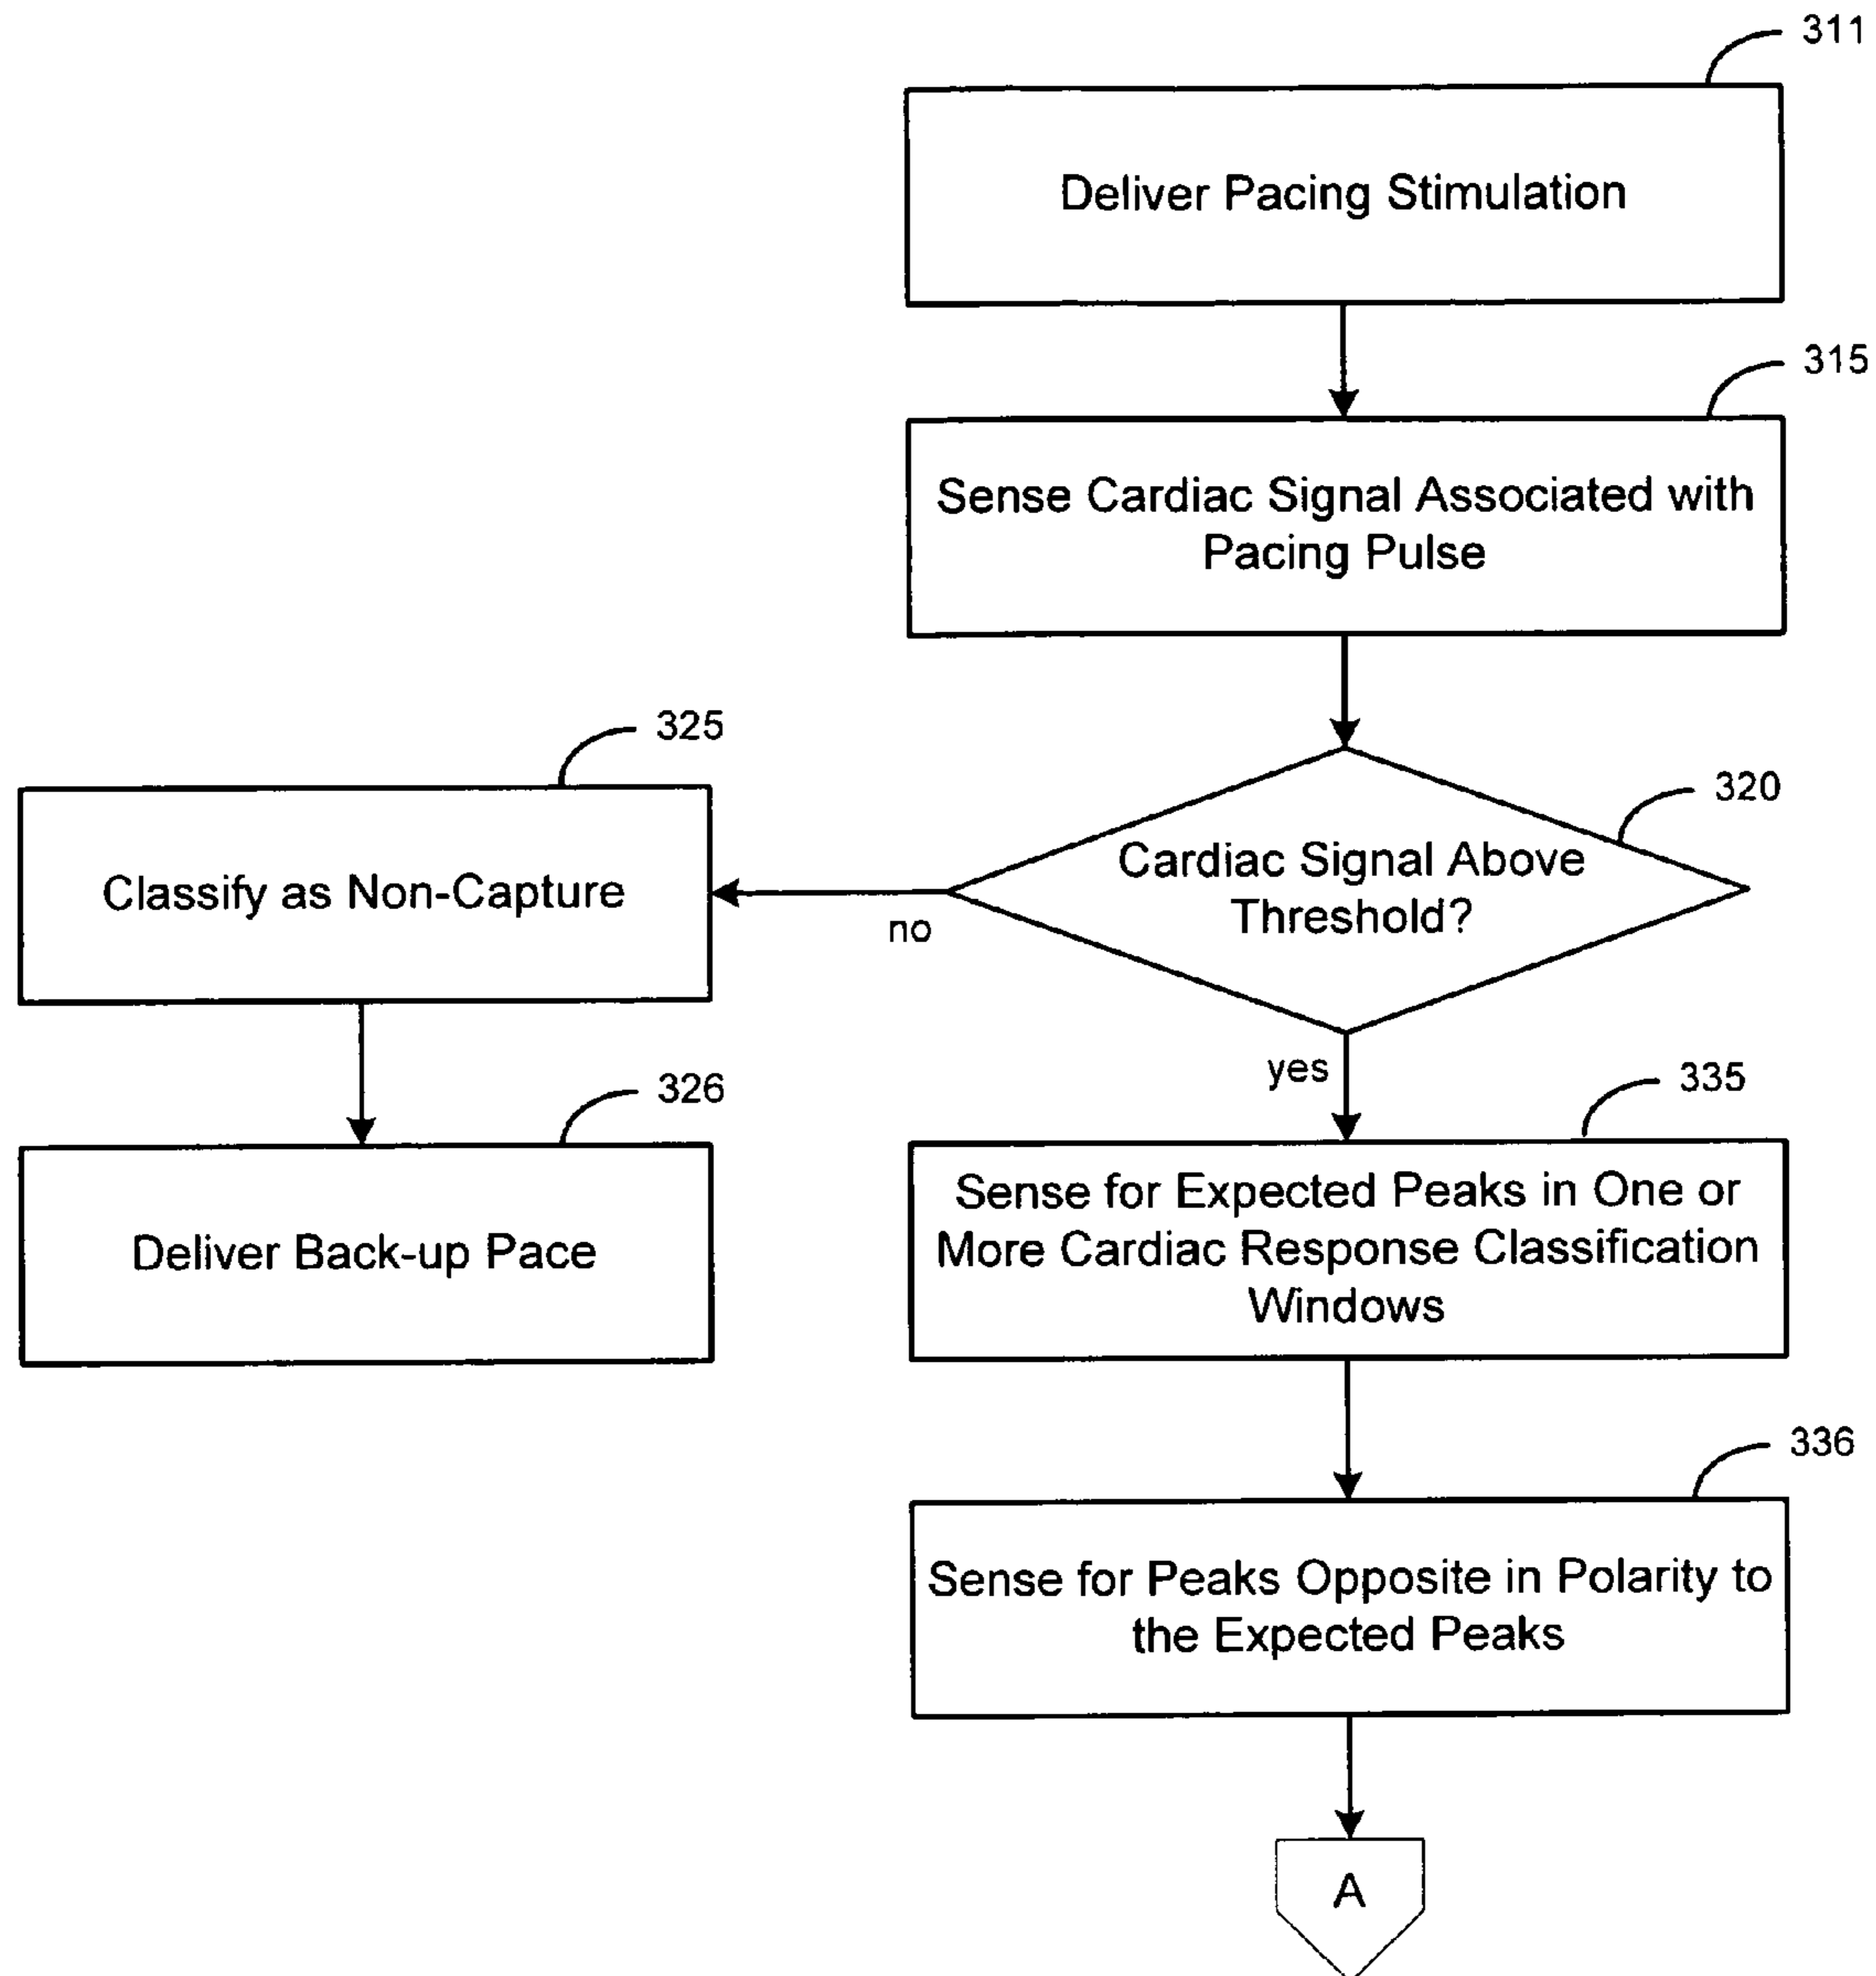 311
Deliver Pacing Stimulation
315
Sense Cardiac Signal Associated with
Pacing Pulse
320
Cardiac Signal Above
Threshold?
no
yes
325
Classify as Non-Capture
326
Deliver Back-up Pace
335
Sense for Expected Peaks in One or
More Cardiac Response Classification
Windows
336
Sense for Peaks Opposite in Polarity to
the Expected Peaks
A